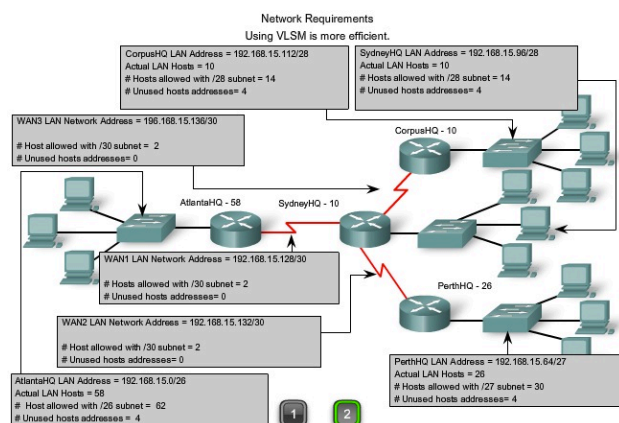 Network Requirements
Using VLSM is more efficient.
CorpusHQ LAN Address = 192.168.15.112/28
Actual LAN Hosts = 10
# Hosts allowed with /28 subnet = 14
# Unused hosts addresses= 4
SydneyHQ LAN Address = 192.168.15.96/28
Actual LAN Hosts = 10
# Hosts allowed with /28 subnet = 14
# Unused hosts addresses= 4
WAN3 LAN Network Address = 196.168.15.136/30
# Host allowed with /30 subnet = 2
# Unused hosts addresses= 0
CorpusHQ - 10
AtlantaHQ - 58
SydneyHQ - 10
WAN1 LAN Network Address = 192.168.15.128/30
# Host allowed with /30 subnet = 2
# Unused hosts addresses= 0
PerthHQ - 26
WAN2 LAN Network Address = 192.168.15.132/30
# Host allowed with /30 subnet = 2
# Unused hosts addresses= 0
PerthHQ LAN Address = 192.168.15.64/27
Actual LAN Hosts = 26
# Hosts allowed with /27 subnet = 30
# Unused hosts addresses= 4
AtlantaHQ LAN Address = 192.168.15.0/26
Actual LAN Hosts = 58
# Host allowed with /26 subnet = 62
# Unused hosts addresses = 4
1
2